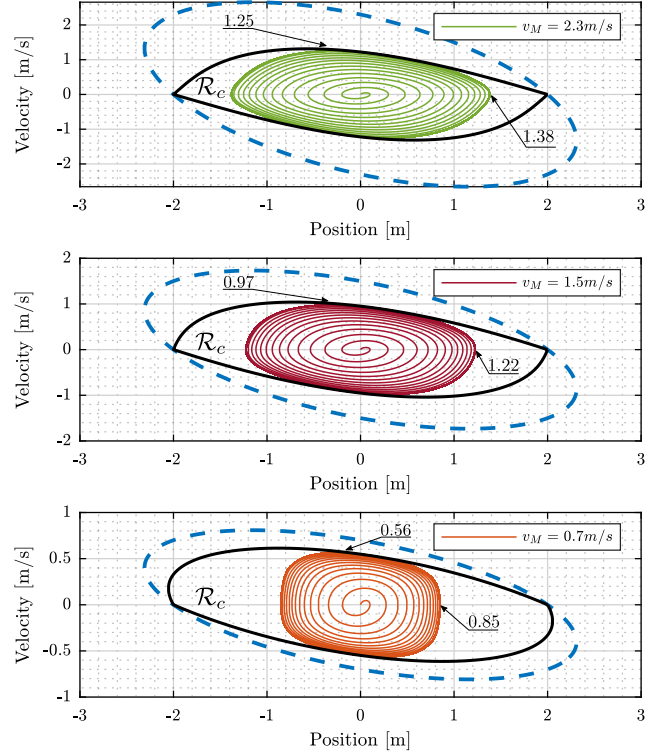 1.25
v_M = 2.3m/s
2
1
0
-1
-2
Velocity [m/s]
R_c
1.38
-3 -2 -1 0 1 2 3
Position [m]
0.97
v_M = 1.5m/s
2
1
0
-1
-2
Velocity [m/s]
R_c
1.22
-3 -2 -1 0 1 2 3
Position [m]
0.56
v_M = 0.7m/s
1
0.5
0
-0.5
-1
Velocity [m/s]
R_c
0.85
-3 -2 -1 0 1 2 3
Position [m]